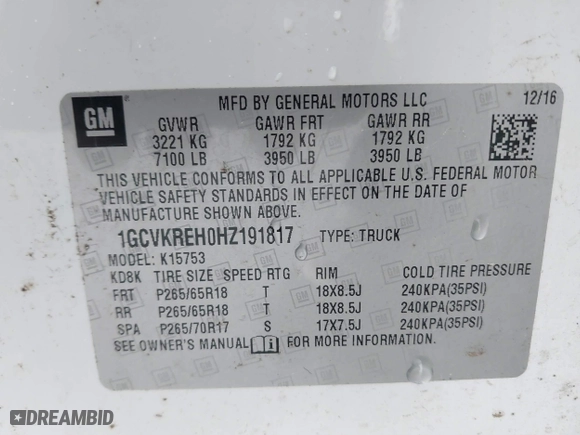 GM
MFD BY GENERAL MOTORS LLC 12/16
GVWR GAWR FRT GAWR RR
3221 KG 1792 KG 1792 KG
7100 LB 3950 LB 3950 LB
THIS VEHICLE CONFORMS TO ALL APPLICABLE U.S. FEDERAL MOTOR
VEHICLE SAFETY STANDARDS IN EFFECT ON THE DATE OF
MANUFACTURE SHOWN ABOVE.
1GCVKREH0HZ191817 TYPE: TRUCK
MODEL: K15753
KD8K TIRE SIZE SPEED RTG RIM COLD TIRE PRESSURE
FRT P265/65R18 T 18X8.5J 240KPA(35PSI)
RR P265/65R18 T 18X8.5J 240KPA(35PSI)
SPA P265/70R17 S 17X7.5J 240KPA(35PSI)
SEE OWNER'S MANUAL FOR MORE INFORMATION.
DREAMBID